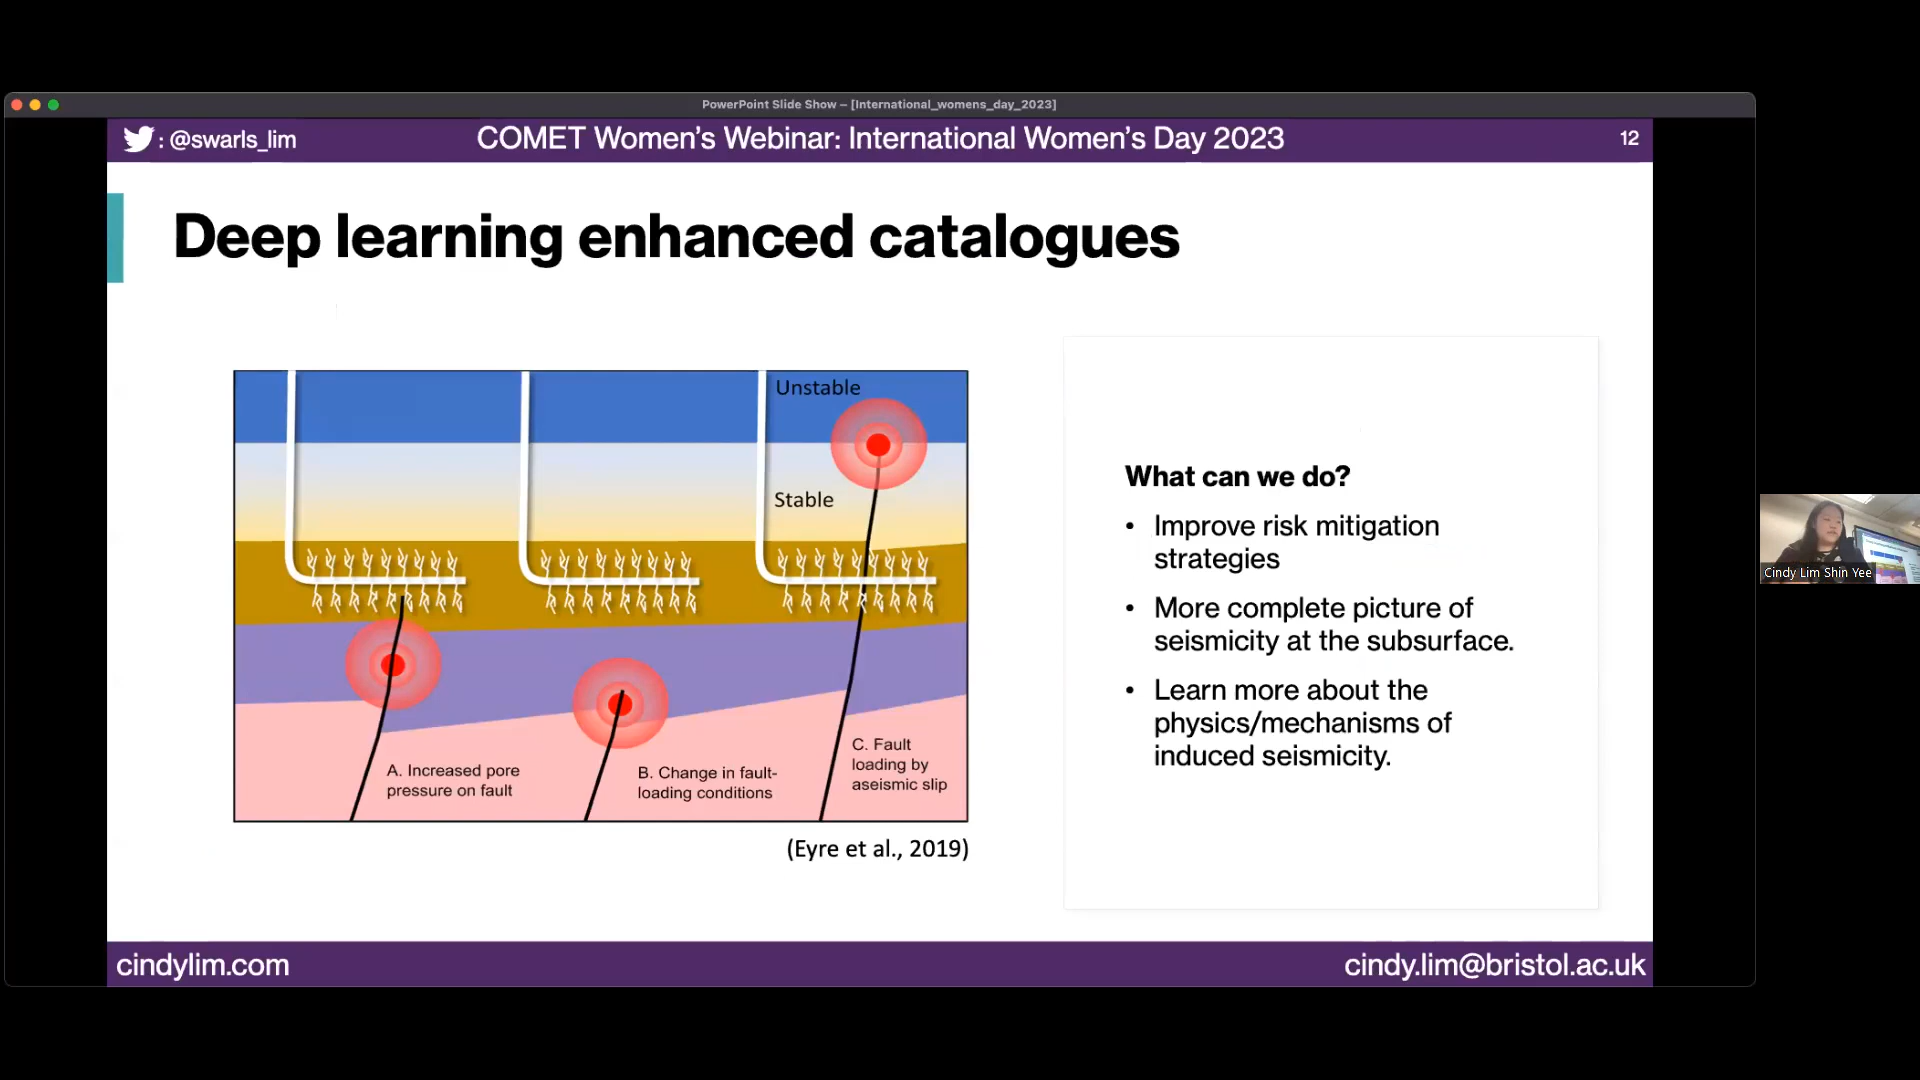 PowerPoint Slide Show – [International_womens_day_2023]
: @swarls_lim
COMET Women’s Webinar: International Women’s Day 2023
12
Deep learning enhanced catalogues
Unstable
Stable
A. Increased pore
pressure on fault
B. Change in fault-
loading conditions
C. Fault
loading by
aseismic slip
(Eyre et al., 2019)
What can we do?
• Improve risk mitigation
strategies
• More complete picture of
seismicity at the subsurface.
• Learn more about the
physics/mechanisms of
induced seismicity.
Cindy Lim Shin Yee
cindylim.com
cindy.lim@bristol.ac.uk